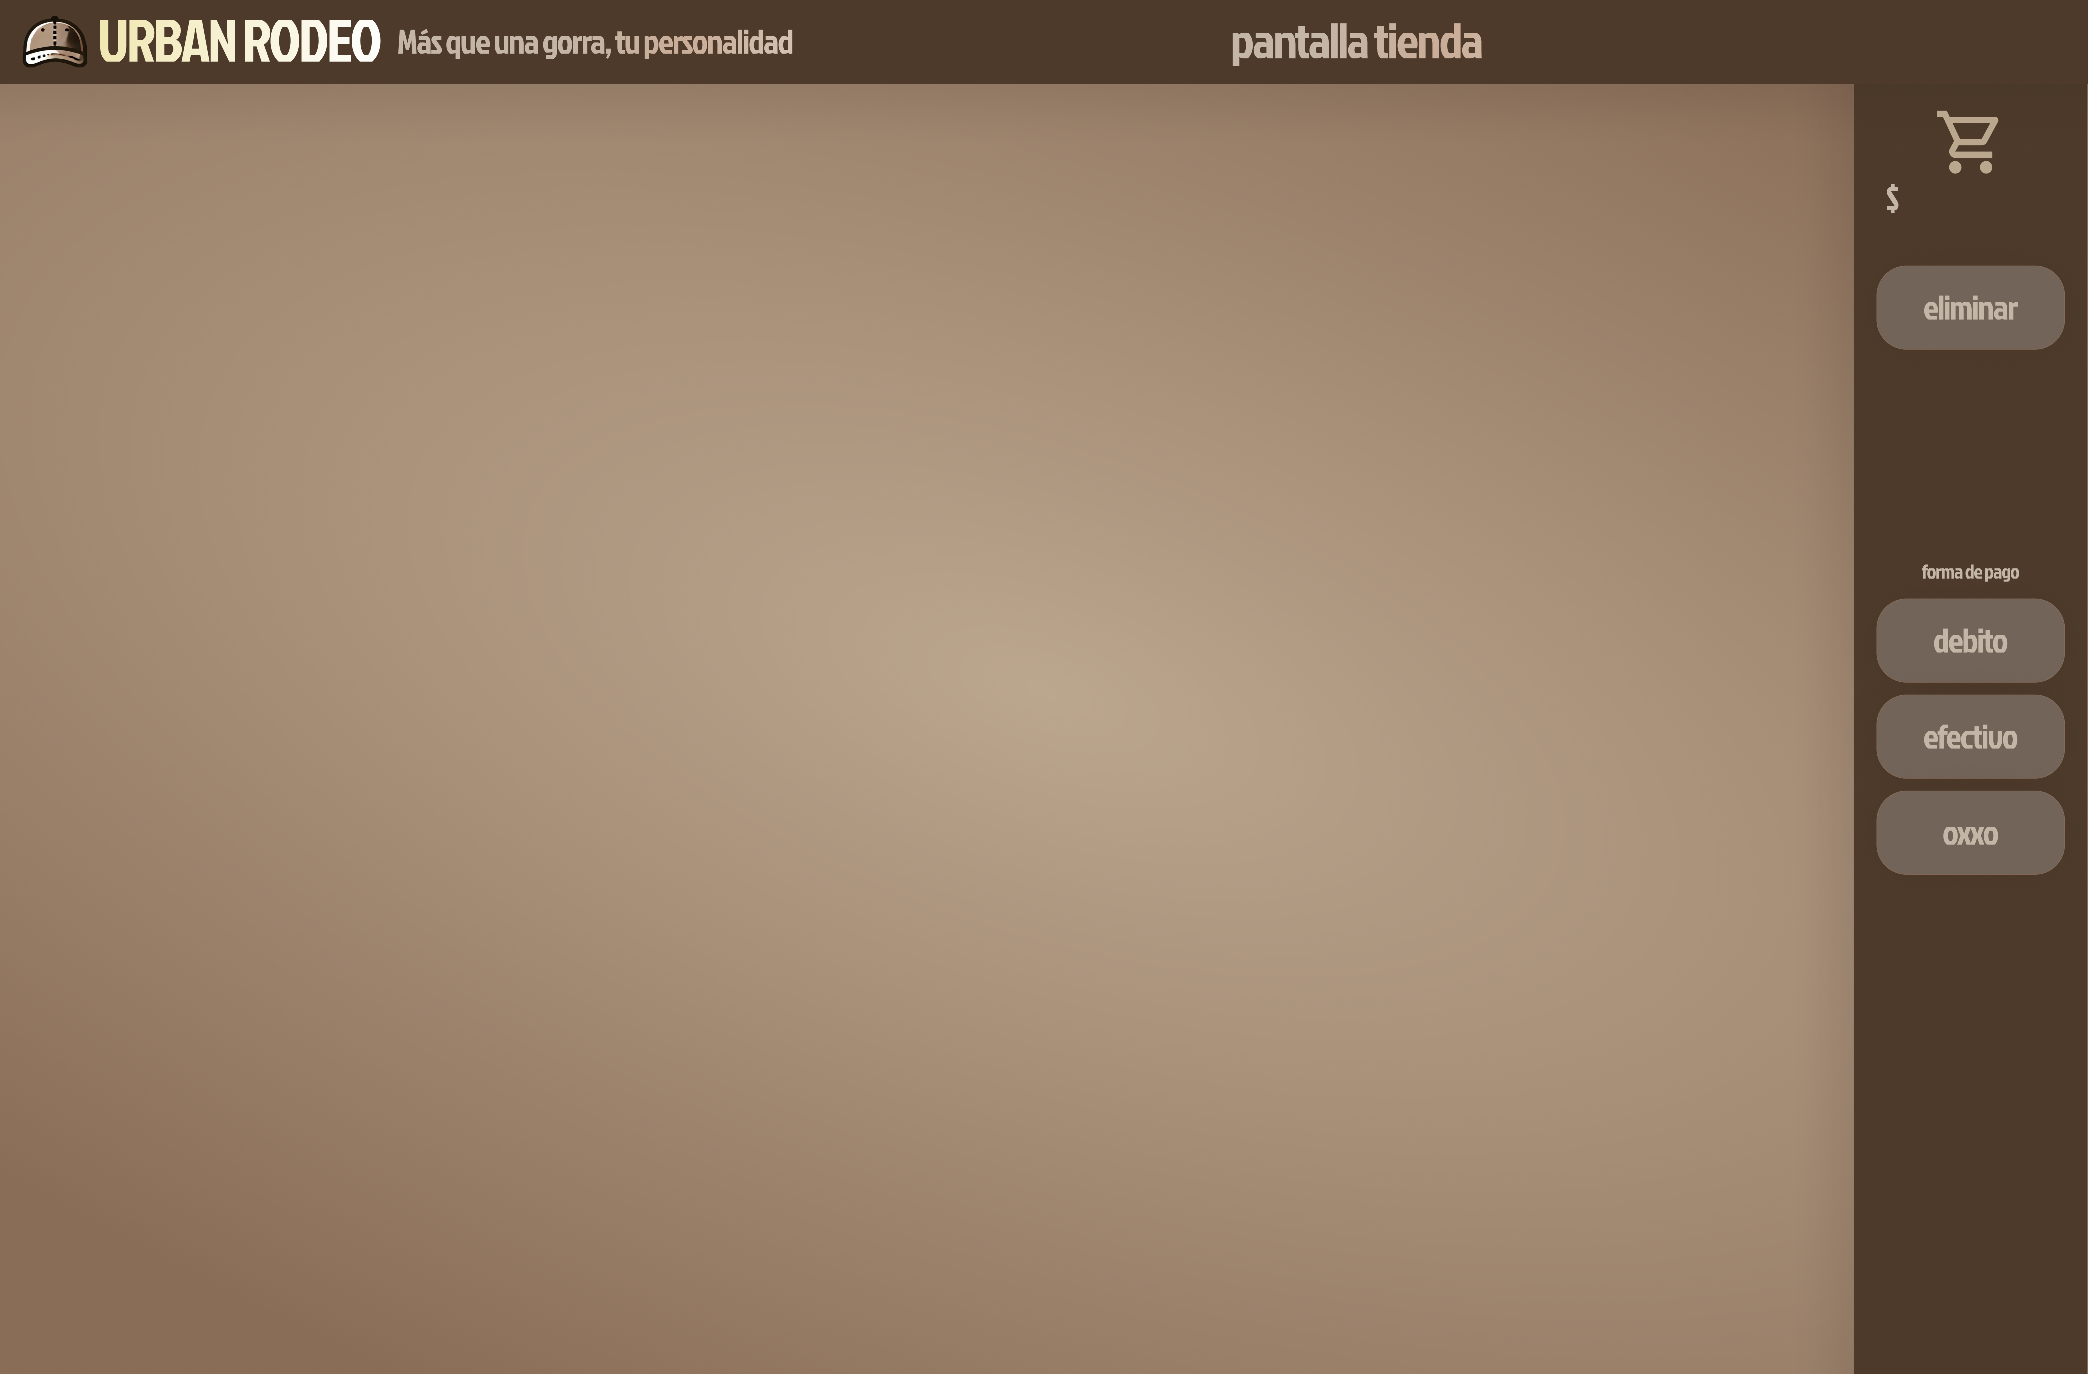 URBAN RODEO Más que una gorra, tu personalidad pantalla tienda
$
eliminar
forma de pago
debito
efectivo
oxxo